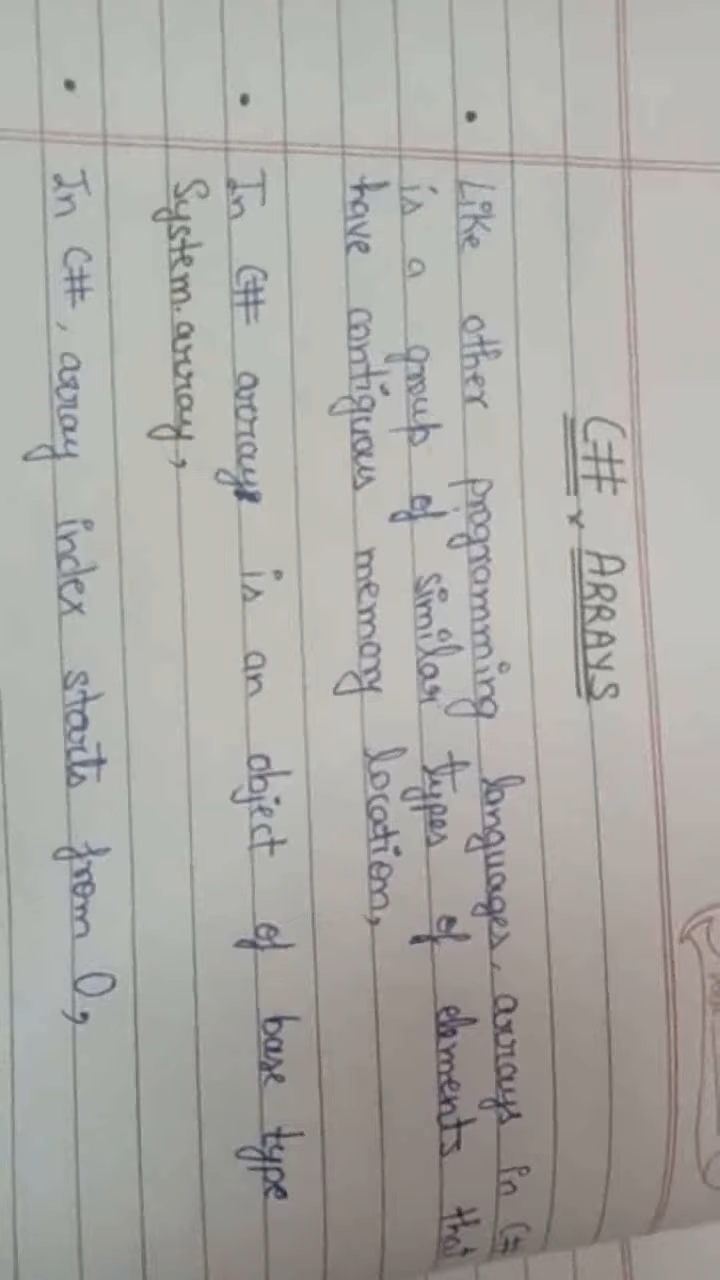 C# ARRAYS
• Like other programming languages, arrays in C#
is a group of similar types of elements that
have contiguous memory location,
• In C# array is an object of base type
System.array,
• In C#, array index starts from 0,